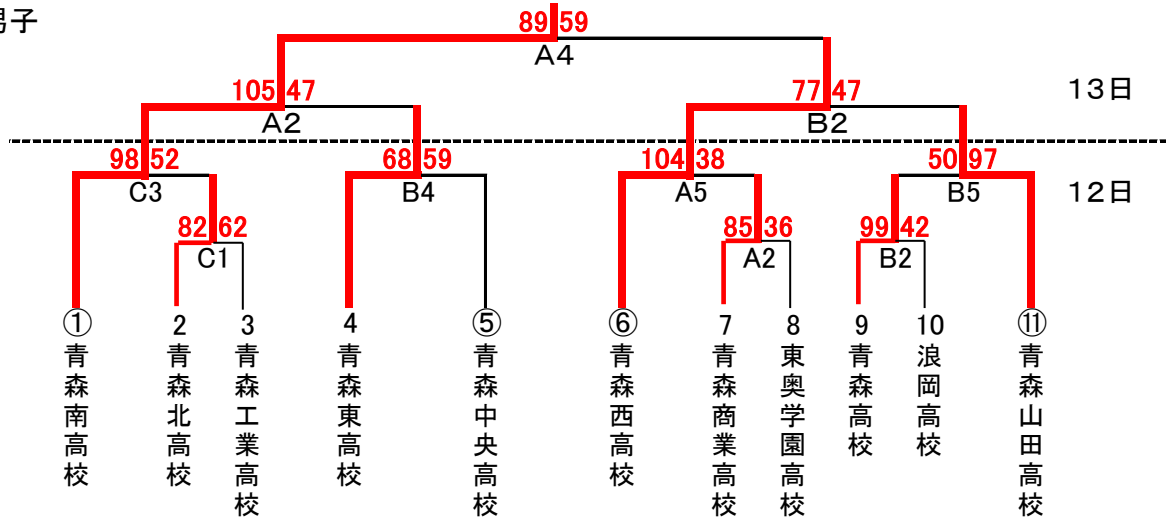 男子
89 59
A4
105 47
77 47
13日
A2
B2
98 52
68 59
104 38
50 97
C3
B4
A5
B5
12日
82 62
85 36
99 42
C1
A2
B2
① 2 3 4 ⑤ ⑥ 7 8 9 10 ⑪
青森南高校
青森北高校
青森工業高校
青森東高校
青森中央高校
青森西高校
青森商業高校
東奥学園高校
青森高校
浪岡高校
青森山田高校